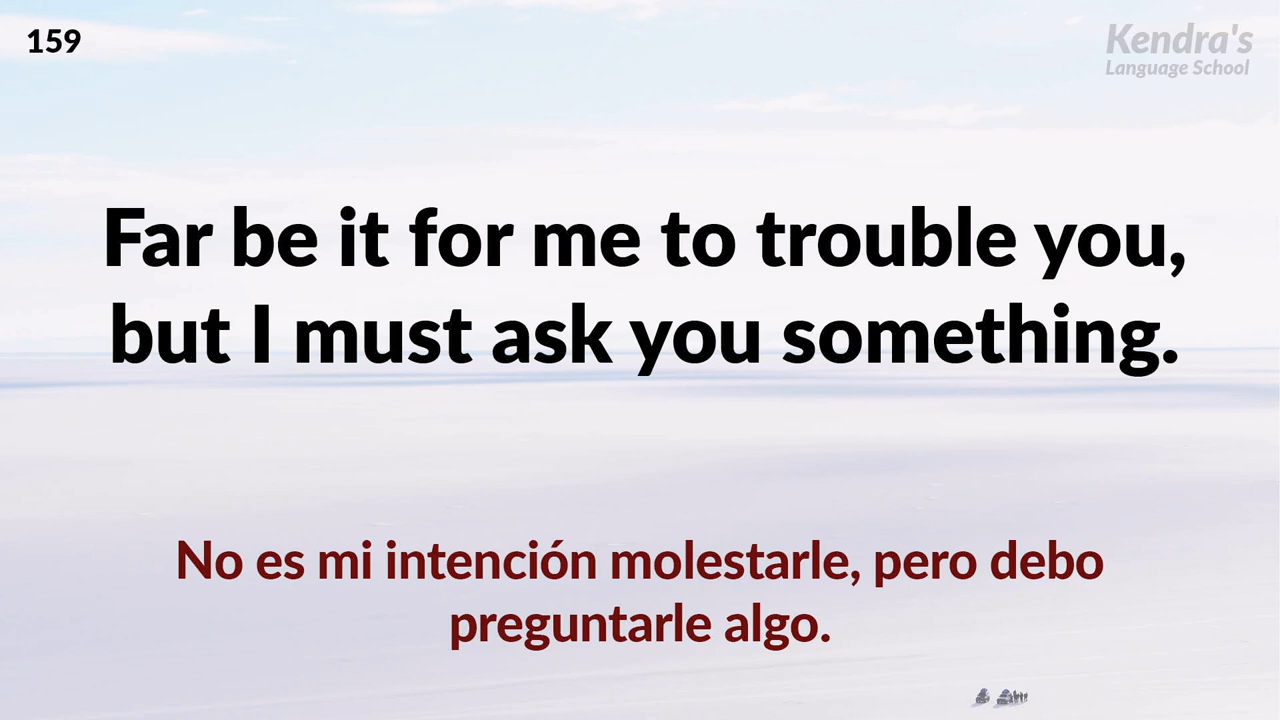 159
Kendra's
Language School
Far be it for me to trouble you,
but I must ask you something.
No es mi intención molestarle, pero debo
preguntarle algo.